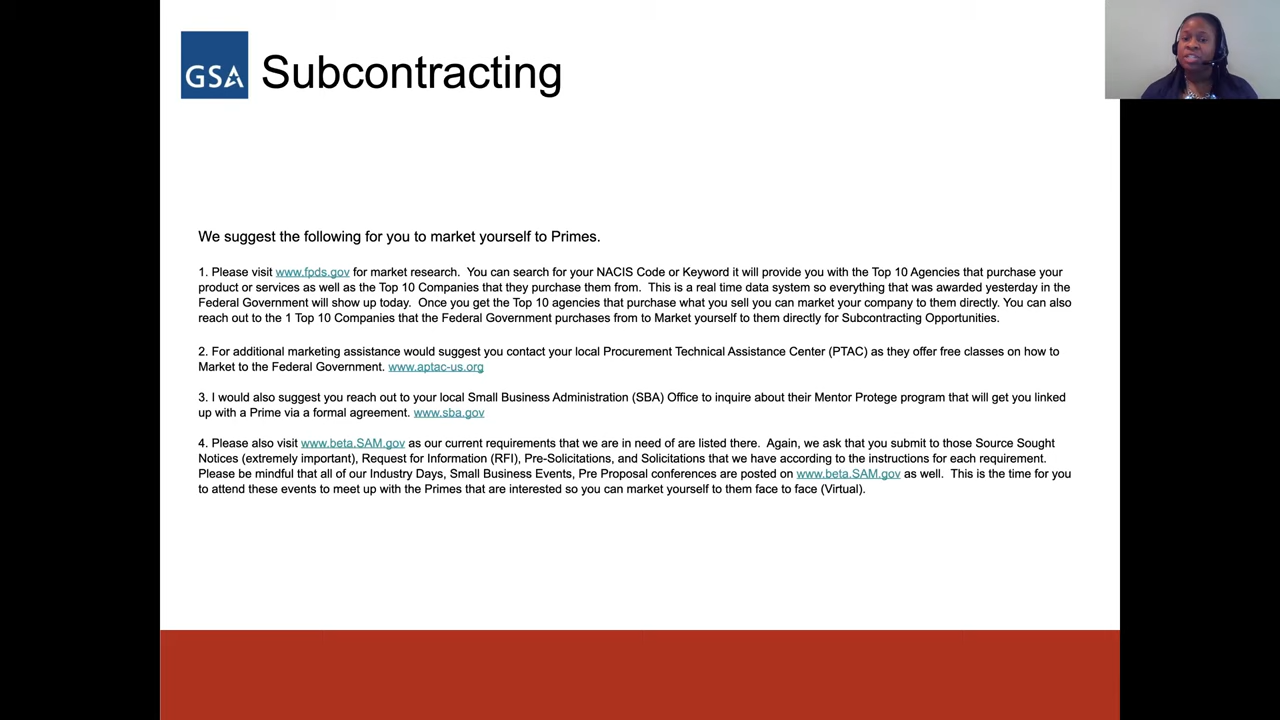 GSA
Subcontracting
We suggest the following for you to market yourself to Primes.
1. Please visit www.fpds.gov for market research. You can search for your NACIS Code or Keyword it will provide you with the Top 10 Agencies that purchase your
product or services as well as the Top 10 Companies that they purchase them from. This is a real time data system so everything that was awarded yesterday in the
Federal Government will show up today. Once you get the Top 10 agencies that purchase what you sell you can market your company to them directly. You can also
reach out to the 1 Top 10 Companies that the Federal Government purchases from to Market yourself to them directly for Subcontracting Opportunities.
2. For additional marketing assistance would suggest you contact your local Procurement Technical Assistance Center (PTAC) as they offer free classes on how to
Market to the Federal Government. www.aptac-us.org
3. I would also suggest you reach out to your local Small Business Administration (SBA) Office to inquire about their Mentor Protege program that will get you linked
up with a Prime via a formal agreement. www.sba.gov
4. Please also visit www.beta.SAM.gov as our current requirements that we are in need of are listed there. Again, we ask that you submit to those Source Sought
Notices (extremely important), Request for Information (RFI), Pre-Solicitations, and Solicitations that we have according to the instructions for each requirement.
Please be mindful that all of our Industry Days, Small Business Events, Pre Proposal conferences are posted on www.beta.SAM.gov as well. This is the time for you
to attend these events to meet up with the Primes that are interested so you can market yourself to them face to face (Virtual).